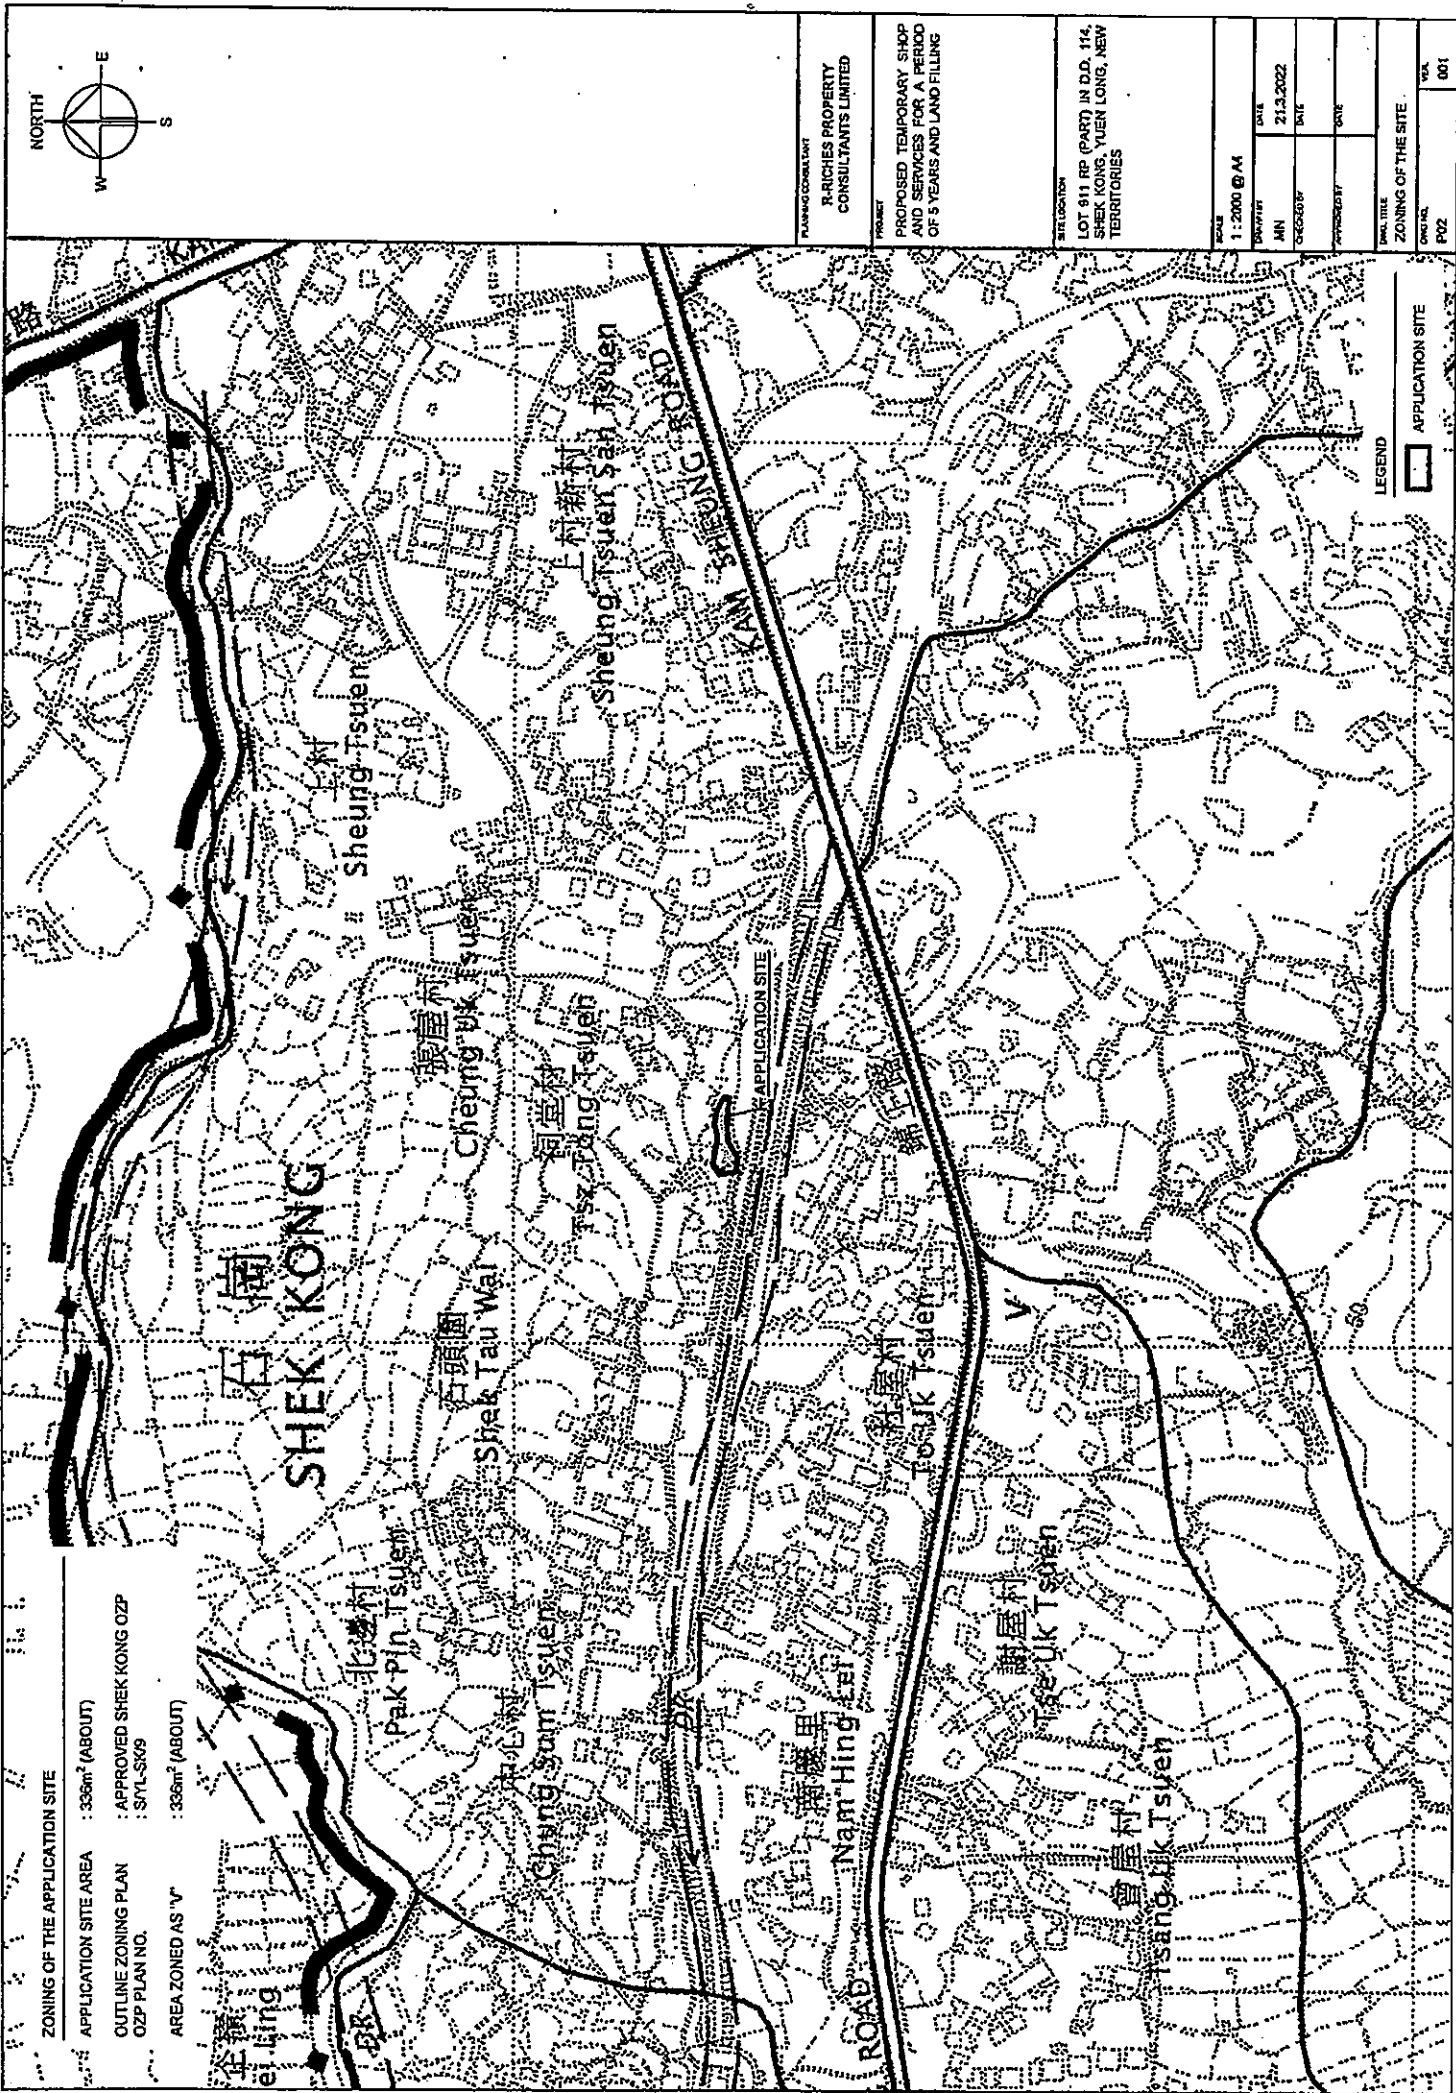 ZONING OF THE APPLICATION SITE
APPLICATION SITE AREA : 336m² (ABOUT)
OUTLINE ZONING PLAN : APPROVED SHEK KONG OZP
OZP PLAN NO. : S/YL-SK/9
AREA ZONED AS "V" : 336m² (ABOUT)
路
石崗
SHEK KONG
上村
Sheung Tsuen
北邊村
Pak Pin Tsuen
石頭圍
Shek Tau Wai
張屋村
Cheung Uk Tsuen
祠堂村
Tsz Tong Tsuen
上村新村
Sheung Tsuen San Tsuen
中心村
Chung Sum Tsuen
APPLICATION SITE
KAM SHEUNG ROAD
南慶里
Nam Hing Lei
杜屋村
To Uk Tsuen
錦上路
ROAD
謝屋村
Tse Uk Tsuen
V
曾屋村
Tsang Uk Tsuen
50
LEGEND
APPLICATION SITE
NORTH
W
E
S
PLANNING CONSULTANT
R-RICHES PROPERTY
CONSULTANTS LIMITED
PROJECT
PROPOSED TEMPORARY SHOP
AND SERVICES FOR A PERIOD
OF 5 YEARS AND LAND FILLING
SITE LOCATION
LOT 911 RP (PART) IN D.D. 114,
SHEK KONG, YUEN LONG, NEW
TERRITORIES
SCALE
1 : 2000 @ A4
DRAWN BY DATE
MN 21.3.2022
CHECKED BY DATE
APPROVED BY DATE
DWG. TITLE
ZONING OF THE SITE
DWG NO. VER.
P02 001